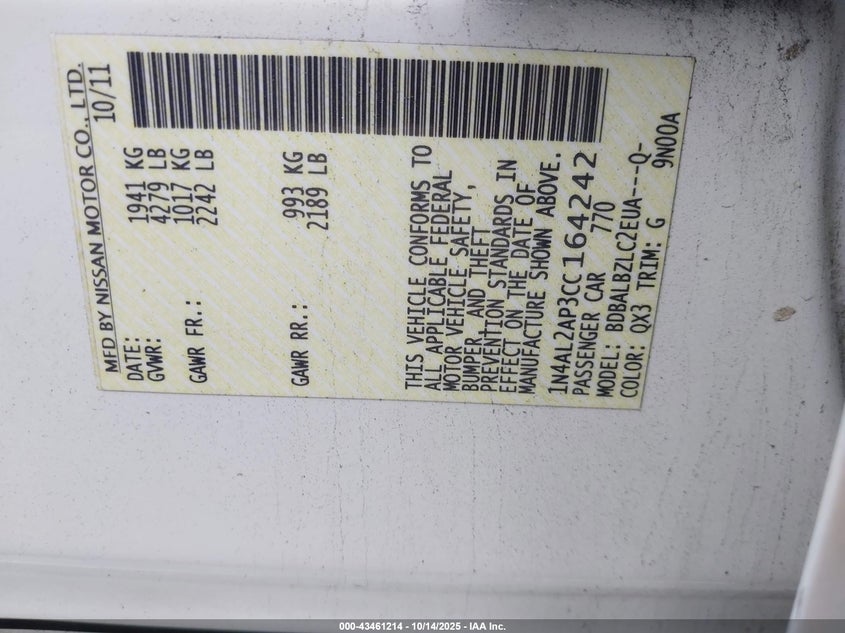 MFD BY NISSAN MOTOR CO., LTD.
DATE: 10/11
GVWR: 1941 KG
4279 LB
GAWR FR.: 1017 KG
2242 LB
GAWR RR.: 993 KG
2189 LB
THIS VEHICLE CONFORMS TO
ALL APPLICABLE FEDERAL
MOTOR VEHICLE SAFETY,
BUMPER, AND THEFT
PREVENTION STANDARDS IN
EFFECT ON THE DATE OF
MANUFACTURE SHOWN ABOVE.
1N4AL2AP3CC164242
PASSENGER CAR 770
MODEL: BDBALBZLC2EUA----Q-
COLOR: QX3 TRIM: G 9N00A
000-43461214 - 10/14/2025 - IAA Inc.